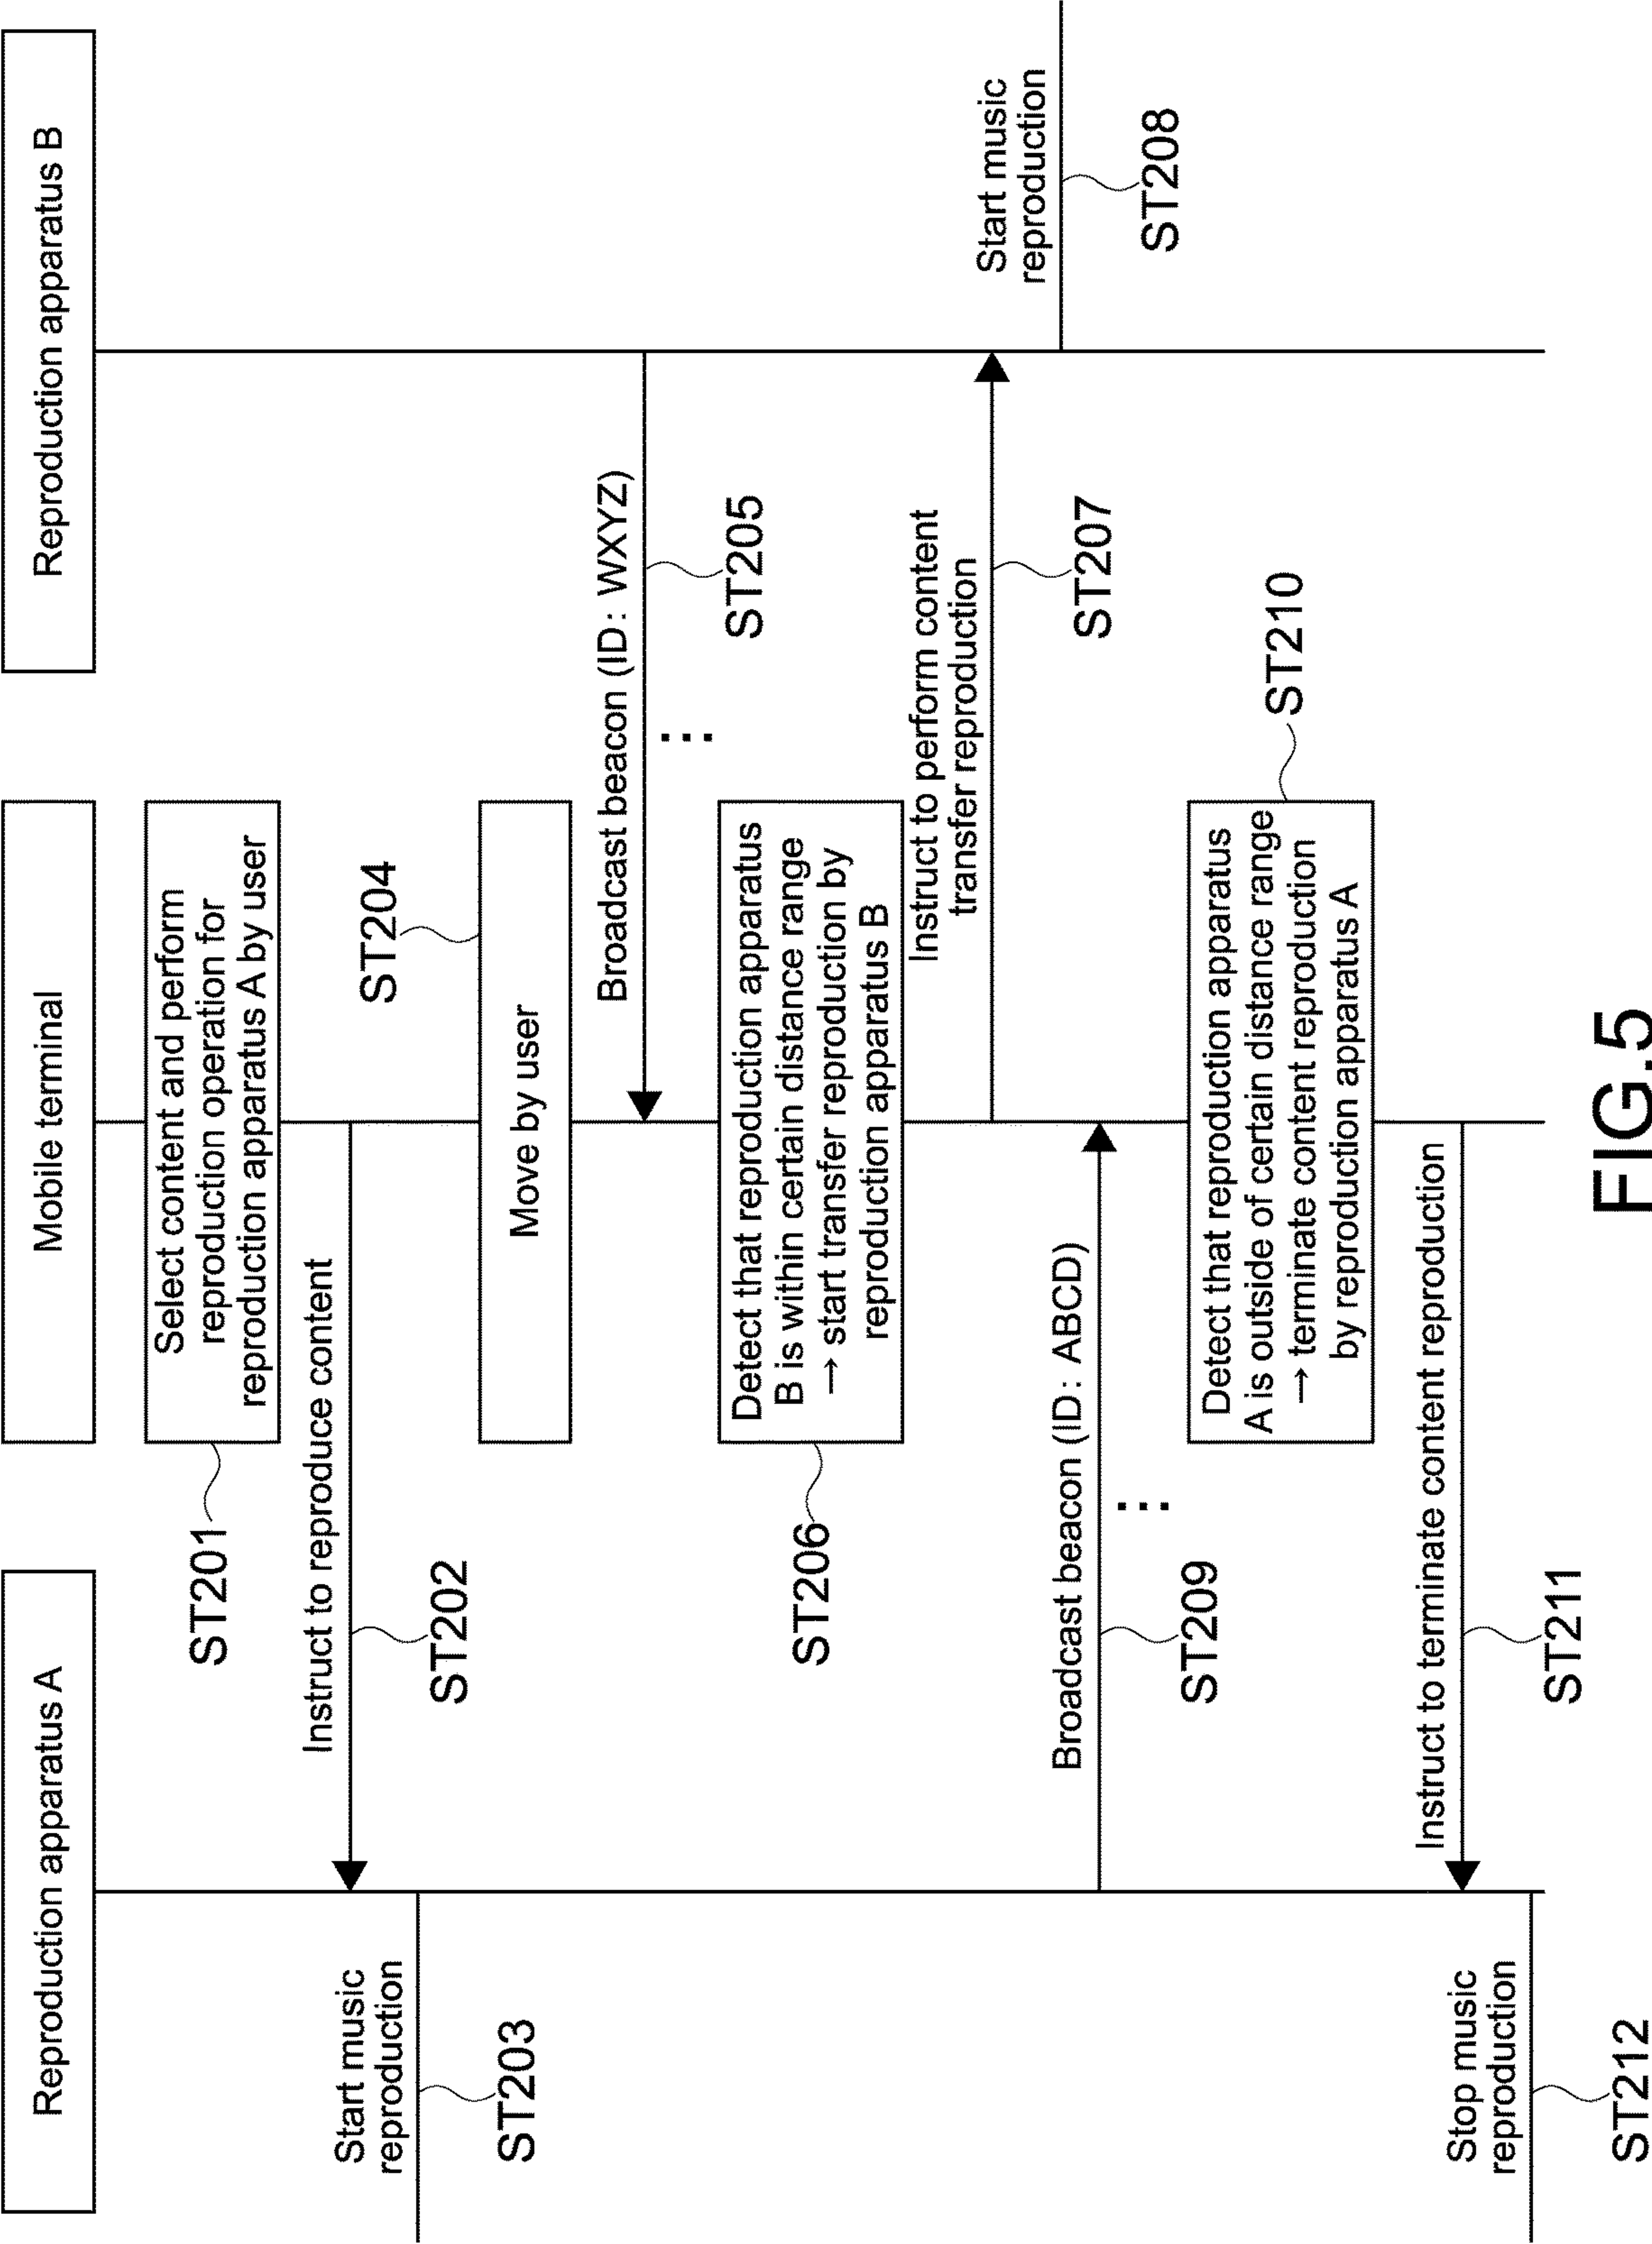 Reproduction apparatus A
Mobile terminal
Reproduction apparatus B
Select content and perform
reproduction operation for
reproduction apparatus A by user
ST201
Instruct to reproduce content
ST202
Start music
reproduction
ST203
ST204
Move by user
Broadcast beacon (ID: WXYZ)
ST205
⋮
Detect that reproduction apparatus
B is within certain distance range
→ start transfer reproduction by
reproduction apparatus B
ST206
Instruct to perform content
transfer reproduction
ST207
Start music
reproduction
ST208
Broadcast beacon (ID: ABCD)
ST209
⋮
Detect that reproduction apparatus
A is outside of certain distance range
→ terminate content reproduction
by reproduction apparatus A
ST210
Instruct to terminate content reproduction
ST211
Stop music
reproduction
ST212
FIG.5